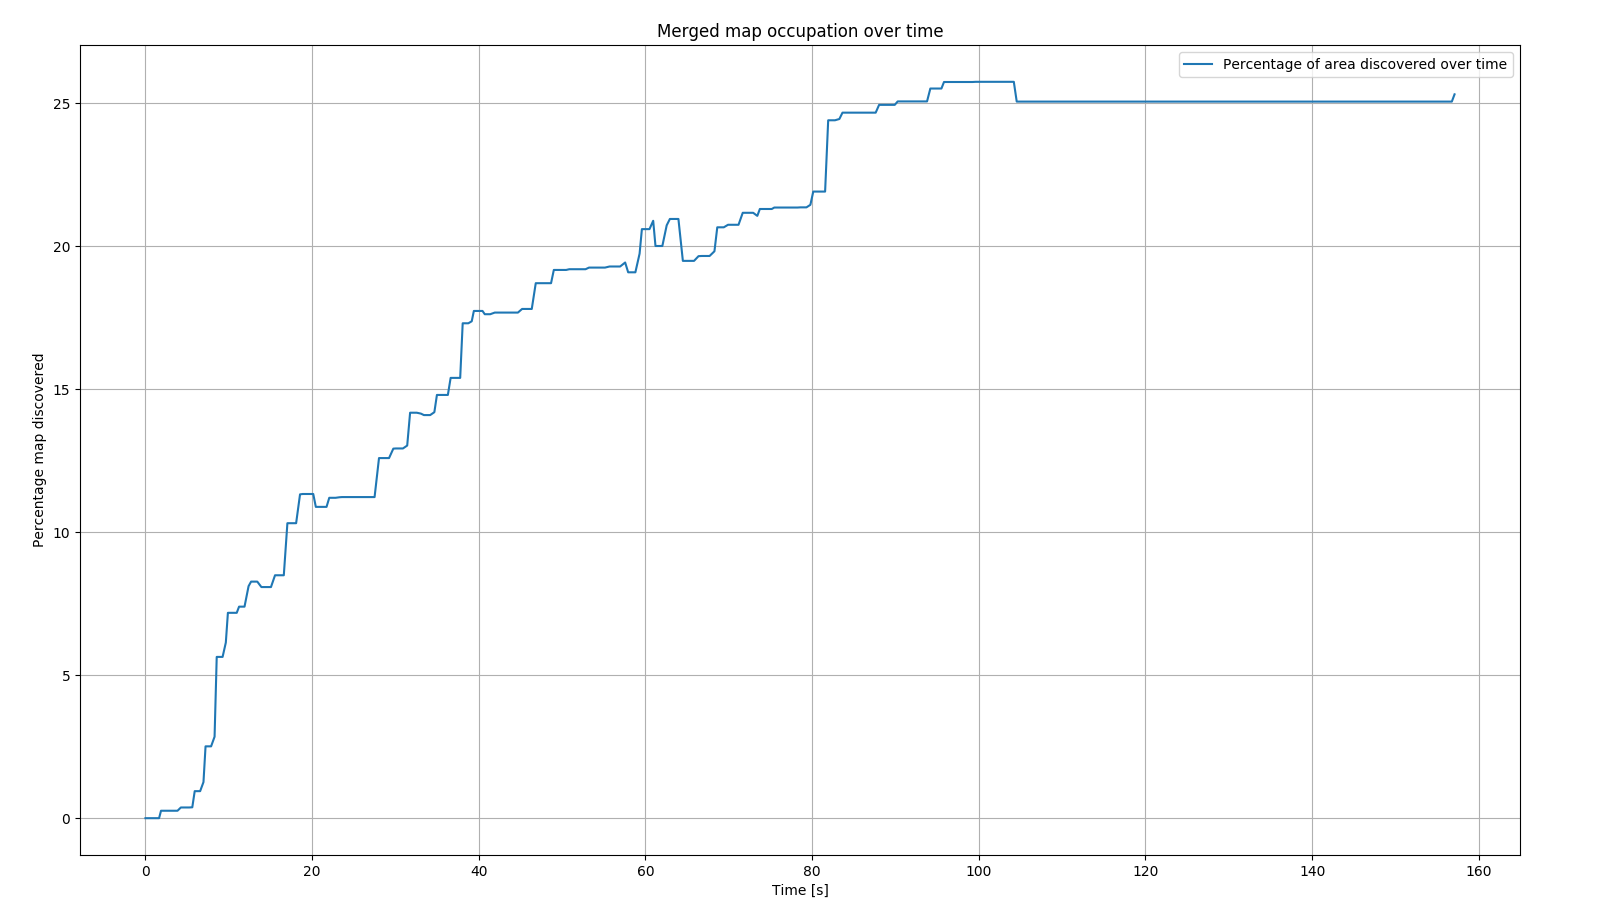 Merged map occupation over time
Percentage of area discovered over time
25
20
15
10
5
0
Percentage map discovered
0 20 40 60 80 100 120 140 160
Time [s]